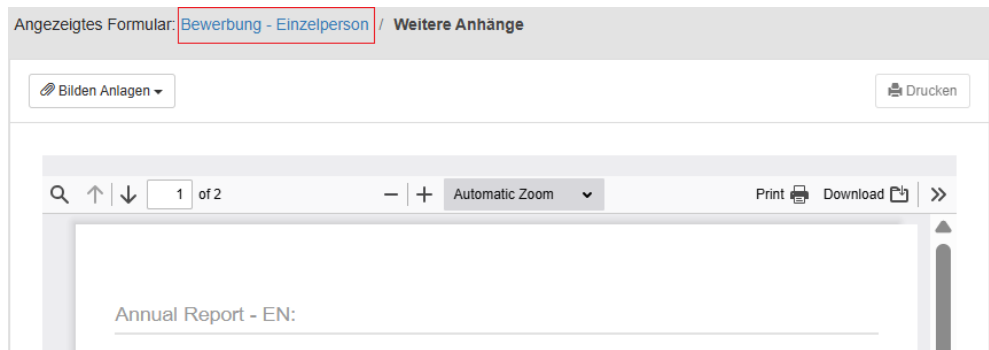 Angezeigtes Formular: Bewerbung - Einzelperson / Weitere Anhänge
Bilden Anlagen Drucken
1 of 2 Automatic Zoom Print Download
Annual Report - EN: